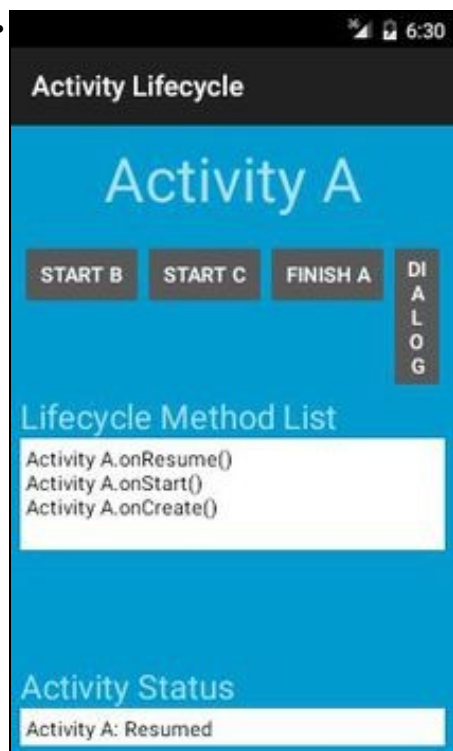 6:30
Activity Lifecycle
Activity A
START B START C FINISH A DIALOG
Lifecycle Method List
Activity A.onResume()
Activity A.onStart()
Activity A.onCreate()
Activity Status
Activity A: Resumed